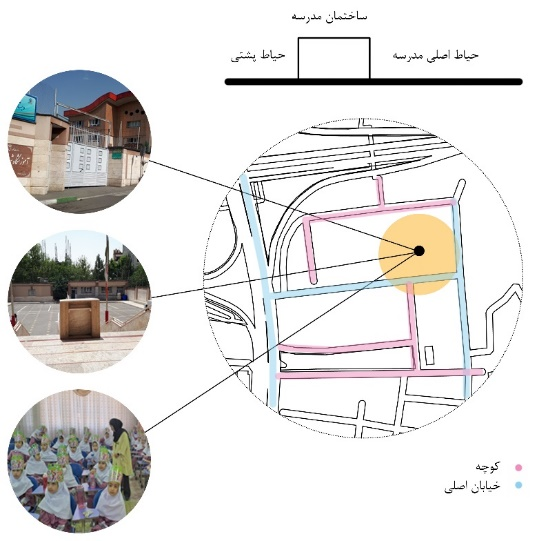 ساختمان مدرسه
حیاط اصلی مدرسه
حیاط پشتی
کوچه
خیابان اصلی